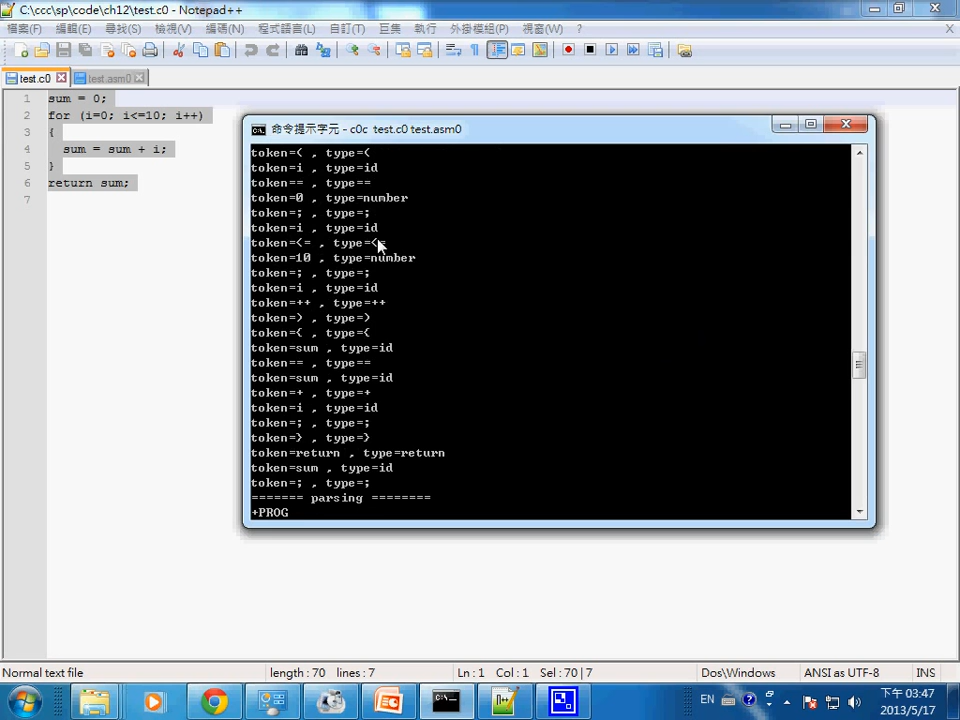 C:\ccc\sp\code\ch12\test.c0 - Notepad++
檔案(F) 編輯(E) 尋找(S) 檢視(V) 編碼(N) 程式語言(L) 設定(T) 巨集 執行 外掛模組(P) 視窗(W) ? X
test.c0 test.asm0
1 sum = 0;
2 for (i=0; i<=10; i++)
3 {
4 sum = sum + i;
5 }
6 return sum;
7
命令提示字元 - c0c test.c0 test.asm0
token=( , type=(
token=i , type=id
token== , type==
token=0 , type=number
token=; , type=;
token=i , type=id
token=<= , type=<=
token=10 , type=number
token=; , type=;
token=i , type=id
token=++ , type=++
token=) , type=)
token={ , type={
token=sum , type=id
token== , type==
token=sum , type=id
token=+ , type=+
token=i , type=id
token=; , type=;
token=} , type=}
token=return , type=return
token=sum , type=id
token=; , type=;
======= parsing ========
+PROG
Normal text file length : 70 lines : 7 Ln : 1 Col : 1 Sel : 70 | 7 Dos\Windows ANSI as UTF-8 INS
EN 下午 03:47
2013/5/17